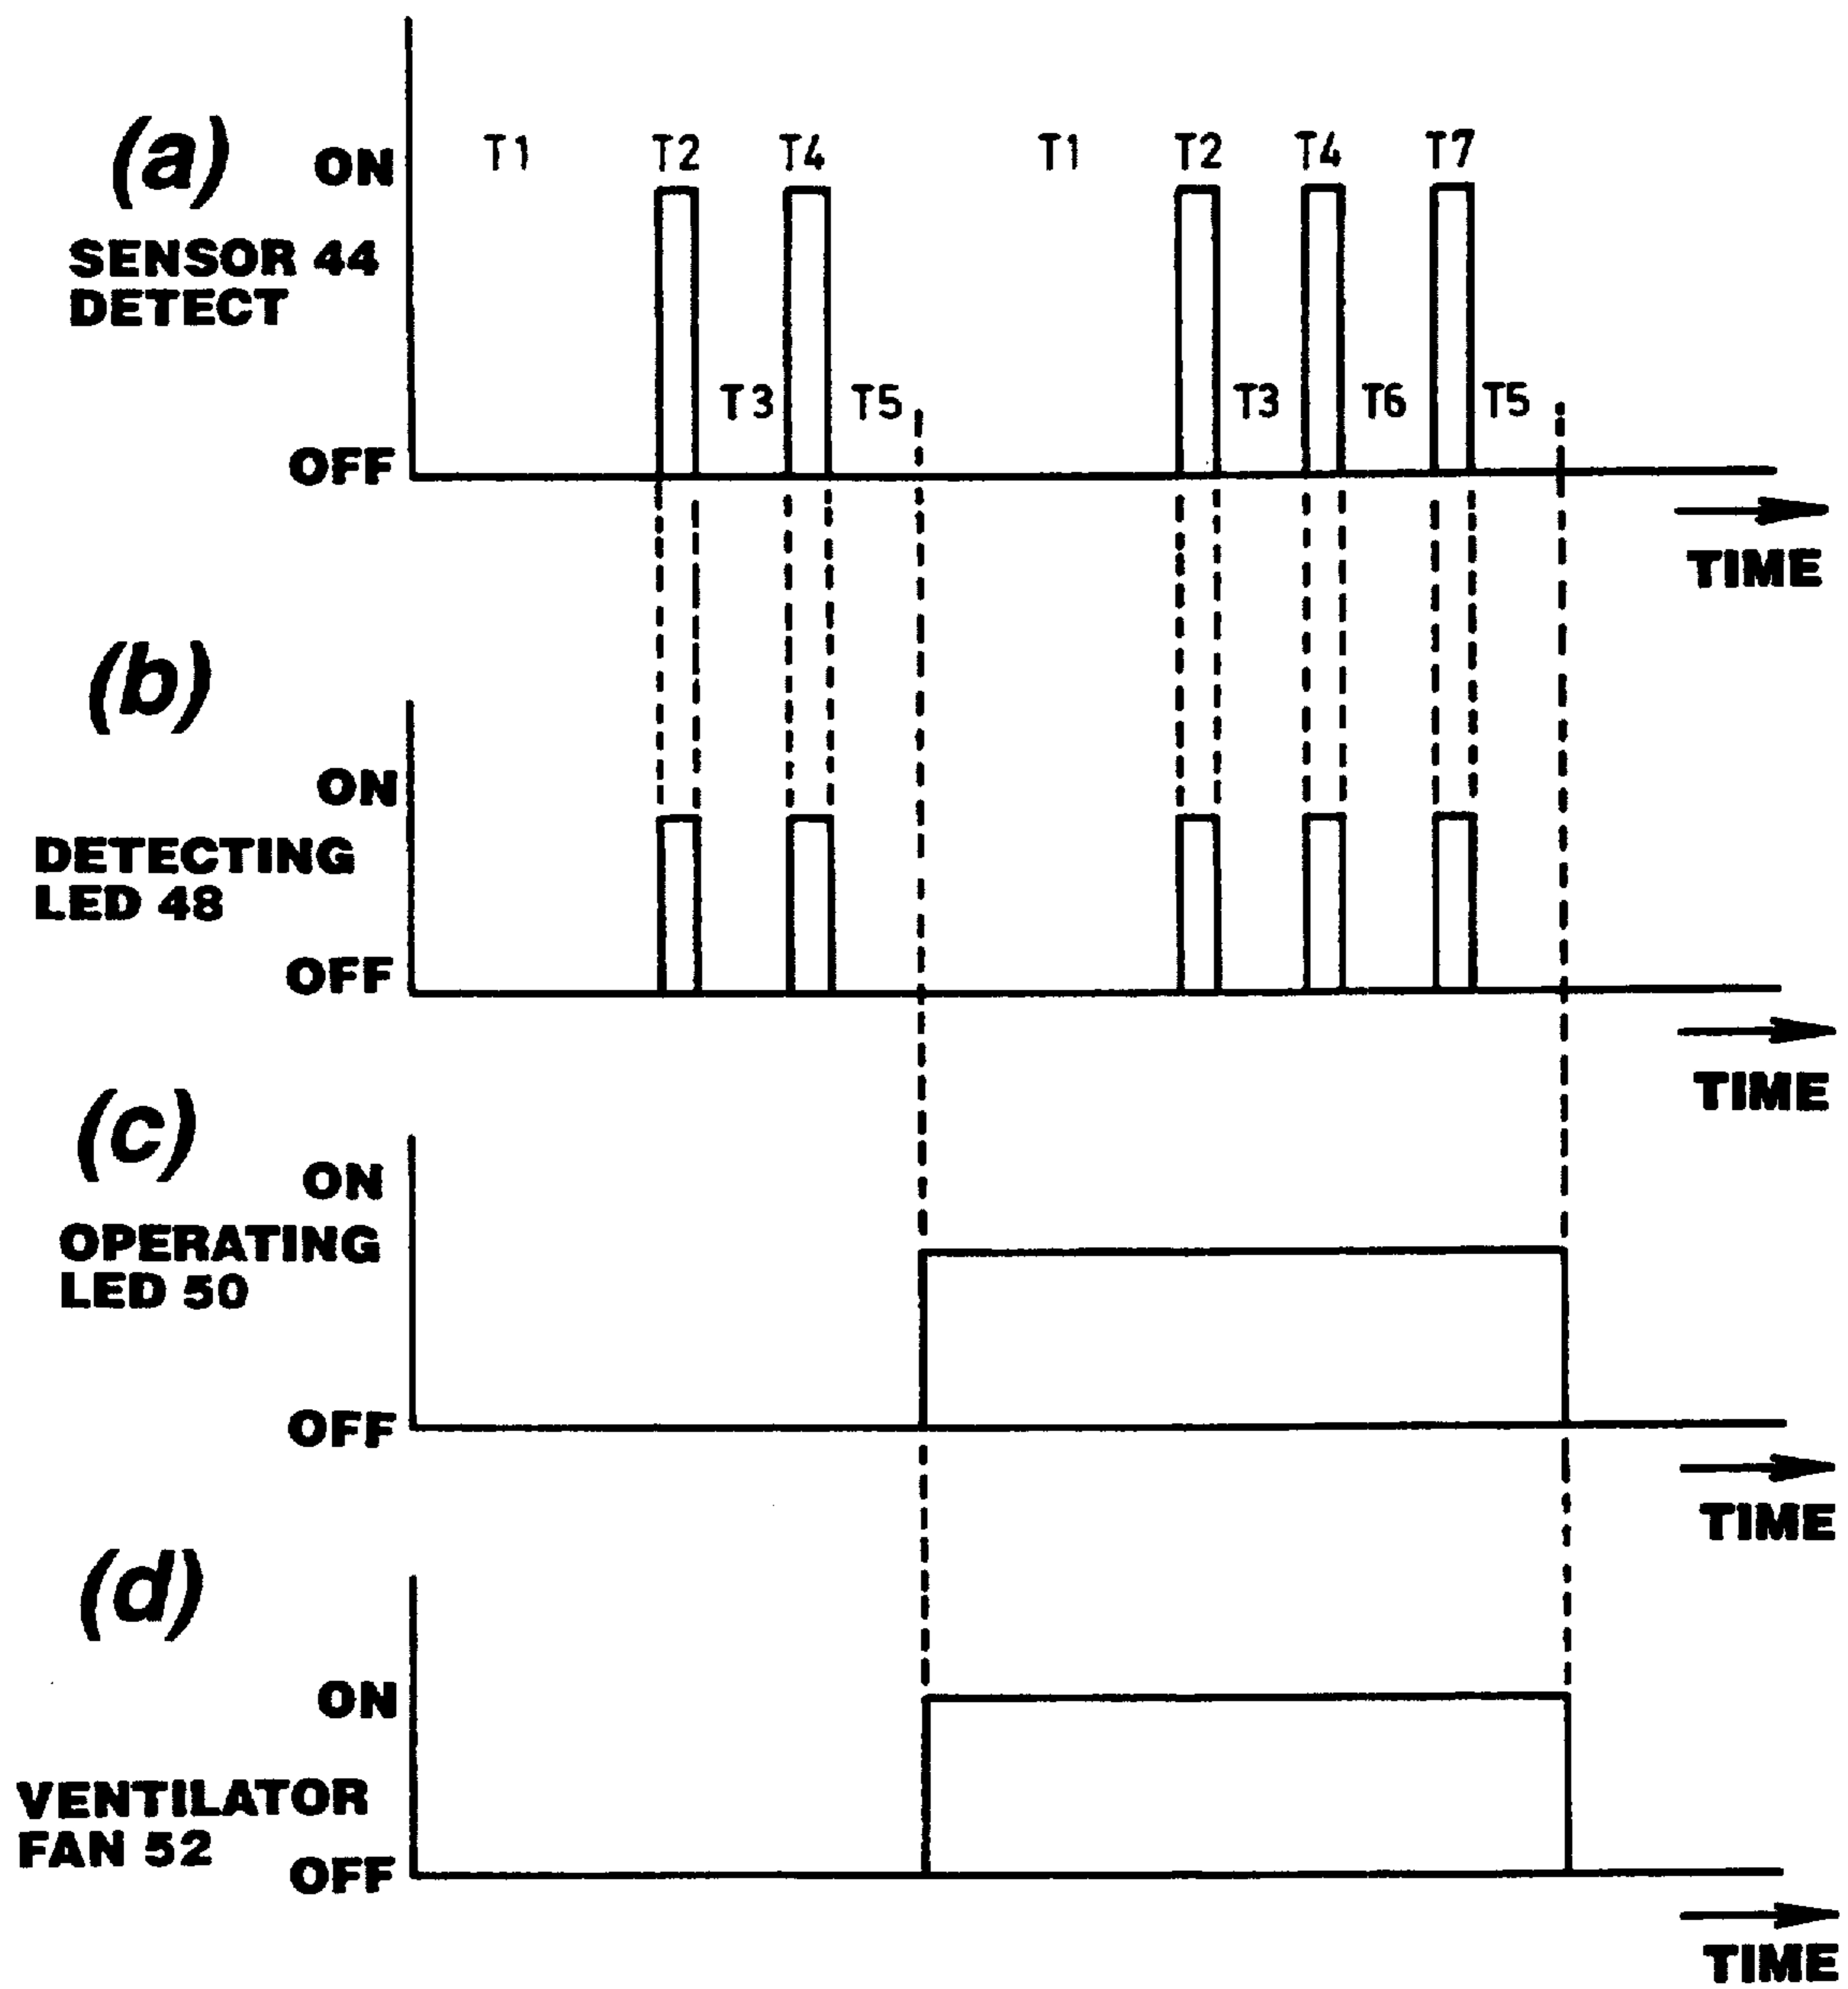 (a)
ON
T1 T2 T4 T1 T2 T4 T7
SENSOR 44
DETECT
T3 T5 T3 T6 T5
OFF
TIME
(b)
ON
DETECTING
LED 48
OFF
TIME
(c)
ON
OPERATING
LED 50
OFF
TIME
(d)
ON
VENTILATOR
FAN 52
OFF
TIME